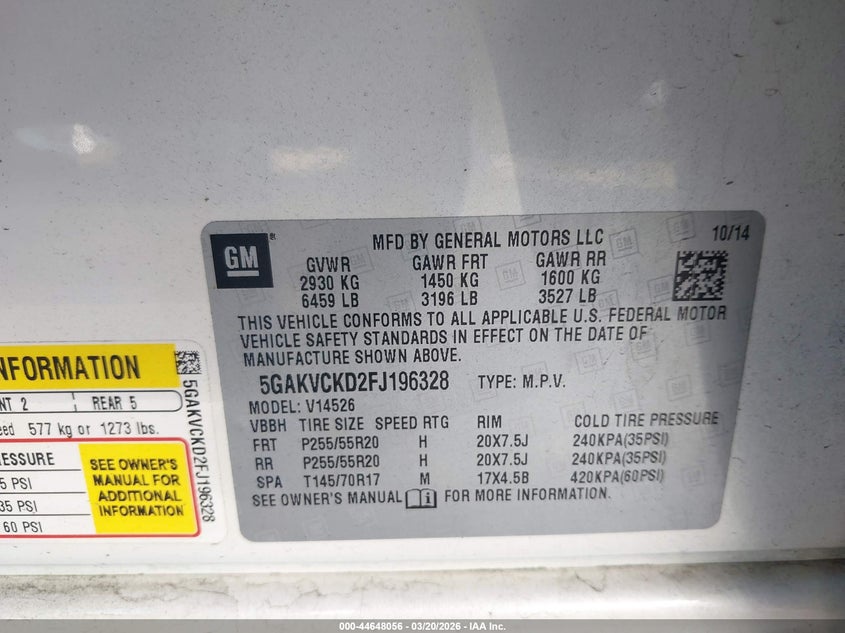 GM
MFD BY GENERAL MOTORS LLC
10/14
GVWR GAWR FRT GAWR RR
2930 KG 1450 KG 1600 KG
6459 LB 3196 LB 3527 LB
THIS VEHICLE CONFORMS TO ALL APPLICABLE U.S. FEDERAL MOTOR
VEHICLE SAFETY STANDARDS IN EFFECT ON THE DATE OF
MANUFACTURE SHOWN ABOVE.
5GAKVCKD2FJ196328 TYPE: M.P.V.
MODEL: V14526
VBBH TIRE SIZE SPEED RTG RIM COLD TIRE PRESSURE
FRT P255/55R20 H 20X7.5J 240KPA(35PSI)
RR P255/55R20 H 20X7.5J 240KPA(35PSI)
SPA T145/70R17 M 17X4.5B 420KPA(60PSI)
SEE OWNER'S MANUAL i FOR MORE INFORMATION.
NFORMATION
NT 2 REAR 5
eed 577 kg or 1273 lbs.
ESSURE
5 PSI
35 PSI
60 PSI
SEE OWNER'S
MANUAL FOR
ADDITIONAL
INFORMATION
5GAKVCKD2FJ196328
000-44648056 — 03/20/2026 — IAA Inc.